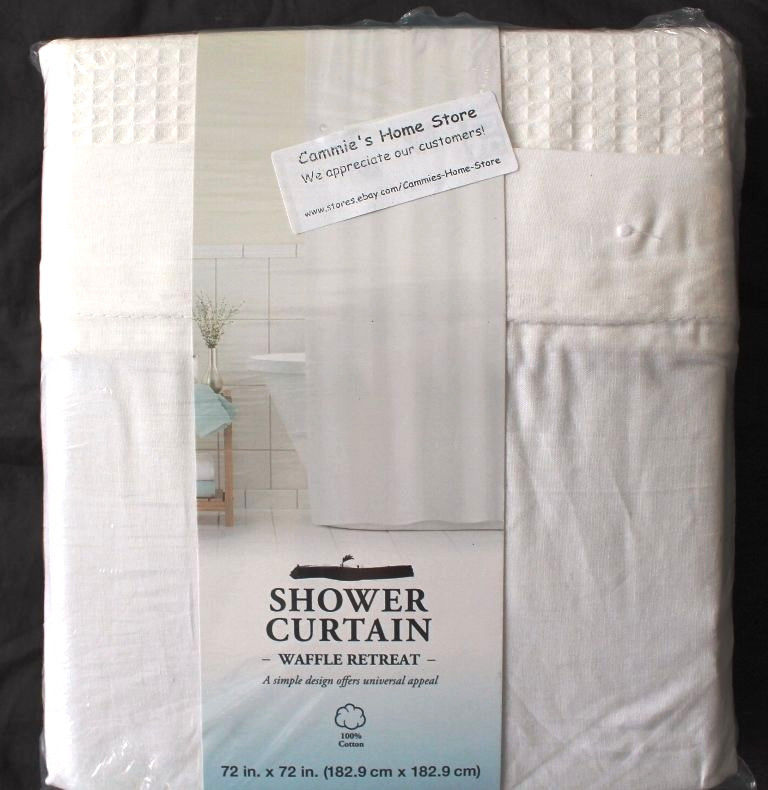 Cammie's Home Store
We appreciate our customers!
www.stores.ebay.com/Cammies-Home-Store
SHOWER
CURTAIN
– WAFFLE RETREAT –
A simple design offers universal appeal
100%
Cotton
72 in. x 72 in. (182.9 cm x 182.9 cm)